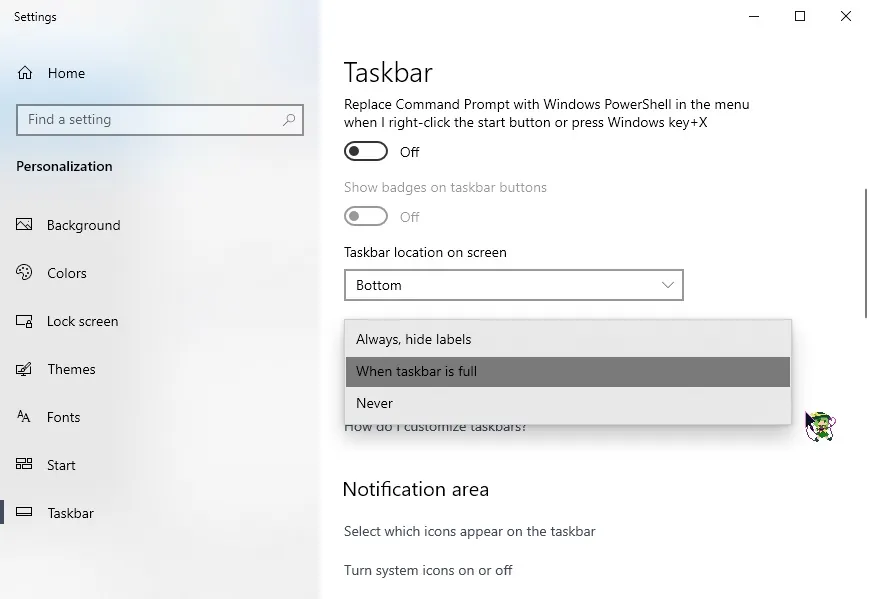 Settings
Home
Find a setting
Personalization
Background
Colors
Lock screen
Themes
Fonts
Start
Taskbar
Taskbar
Replace Command Prompt with Windows PowerShell in the menu
when I right-click the start button or press Windows key+X
Off
Show badges on taskbar buttons
Off
Taskbar location on screen
Bottom
Always, hide labels
When taskbar is full
Never
How do I customize taskbars?
Notification area
Select which icons appear on the taskbar
Turn system icons on or off